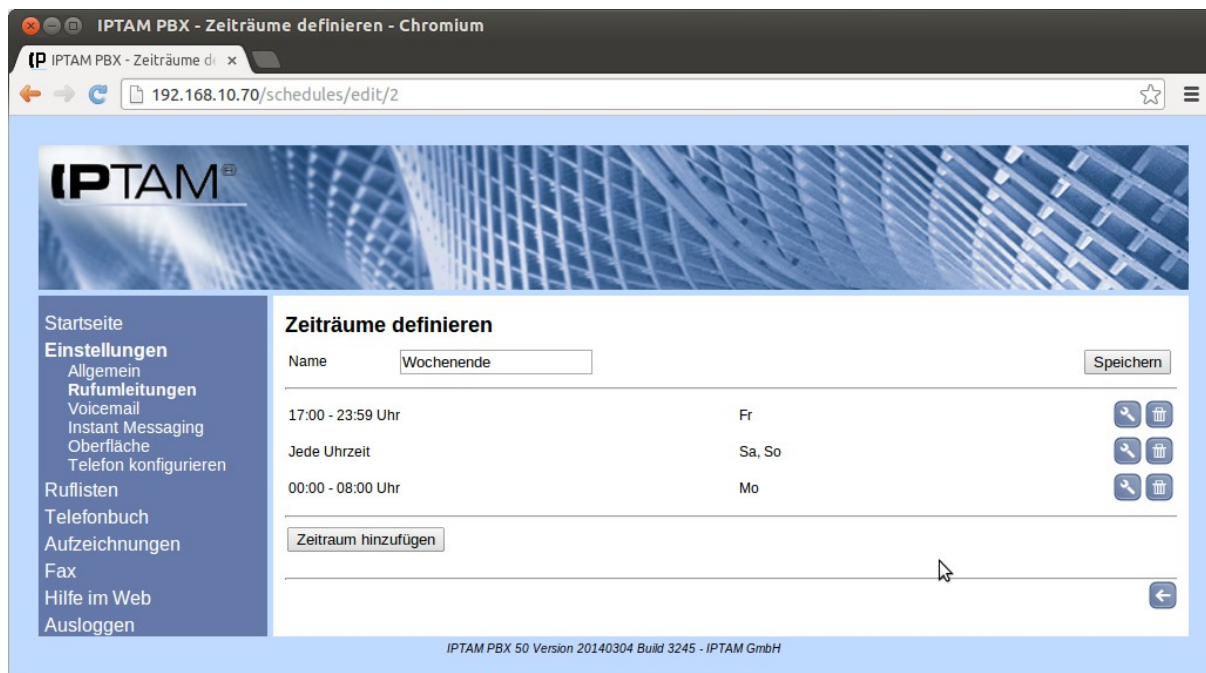 IPTAM PBX - Zeiträume definieren - Chromium
IPTAM PBX - Zeiträume d
192.168.10.70/schedules/edit/2
IPTAM®
Startseite
Einstellungen
Allgemein
Rufumleitungen
Voicemail
Instant Messaging
Oberfläche
Telefon konfigurieren
Ruflisten
Telefonbuch
Aufzeichnungen
Fax
Hilfe im Web
Ausloggen
Zeiträume definieren
Name Wochenende Speichern
17:00 - 23:59 Uhr Fr
Jede Uhrzeit Sa, So
00:00 - 08:00 Uhr Mo
Zeitraum hinzufügen
IPTAM PBX 50 Version 20140304 Build 3245 - IPTAM GmbH